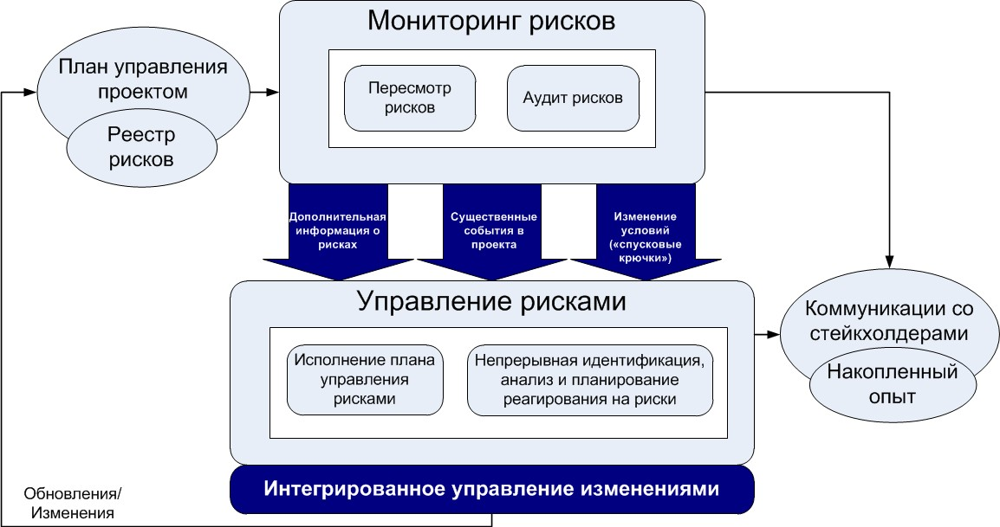 Мониторинг рисков
План управления
проектом
Реестр
рисков
Пересмотр
рисков
Аудит рисков
Дополнительная
информация о
рисках
Существенные
события в
проекта
Изменение
условий
(«спусковые
крючки»)
Управление рисками
Исполнение плана
управления
рисками
Непрерывная идентификация,
анализ и планирование
реагирования на риски
Коммуникации со
стейкхолдерами
Накопленный
опыт
Интегрированное управление изменениями
Обновления/
Изменения